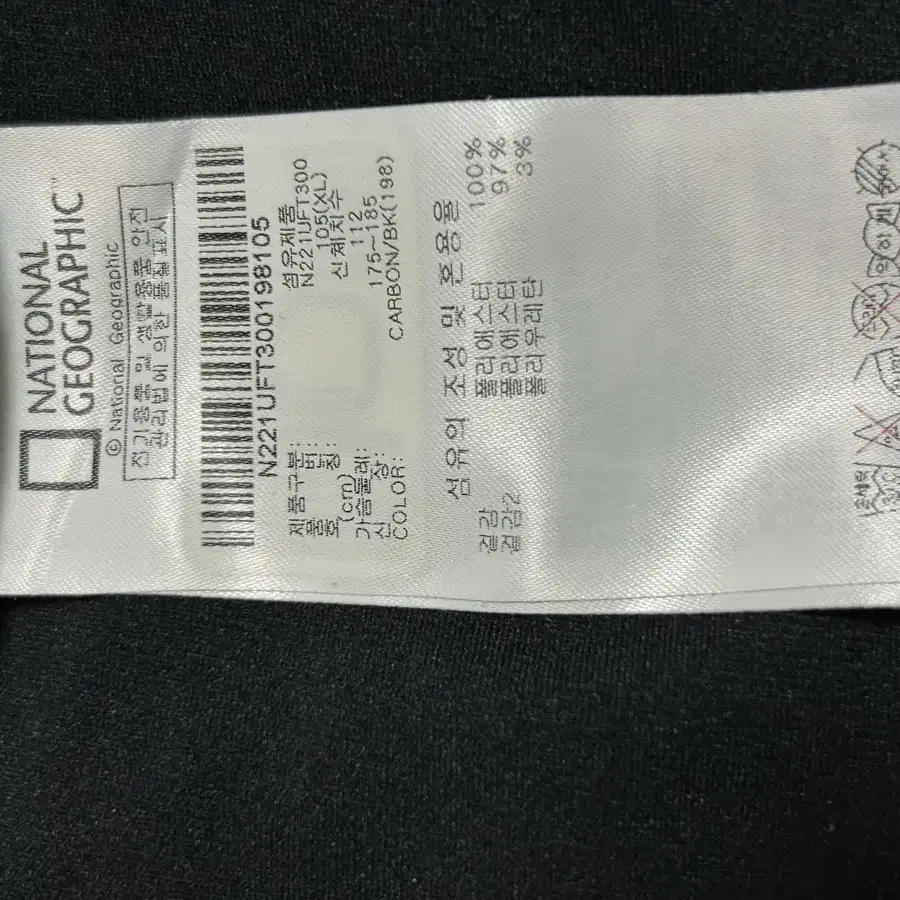 NATIONAL
GEOGRAPHIC™
© National Geographic
전기용품 및 생활용품 안전
관리법에 의한 품질표시
N221UFT300198105
제품구분: 섬유제품
품번: N221UFT300
호칭: 105(XL)
(cm) 신체치수
가슴둘레: 112
신장: 175~185
COLOR: CARBON/BK(198)
섬유의 조성 및 혼용율
겉감 폴리에스터 100%
겉감2 폴리에스터 97%
폴리우레탄 3%
손세탁